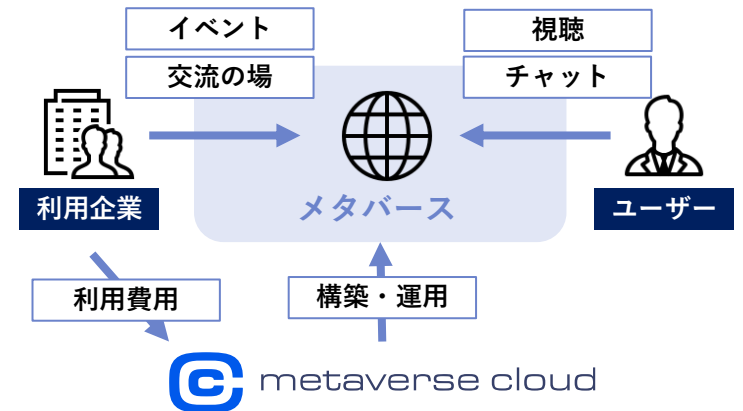 イベント
視聴
交流の場
チャット
利用企業
メタバース
ユーザー
利用費用
構築・運用
metaverse cloud